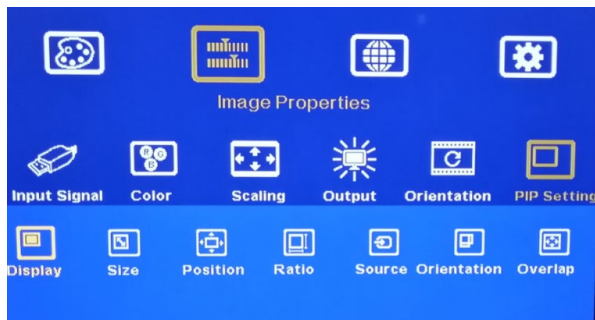 Image Properties
Input Signal Color Scaling Output Orientation PIP Setting
Display Size Position Ratio Source Orientation Overlap